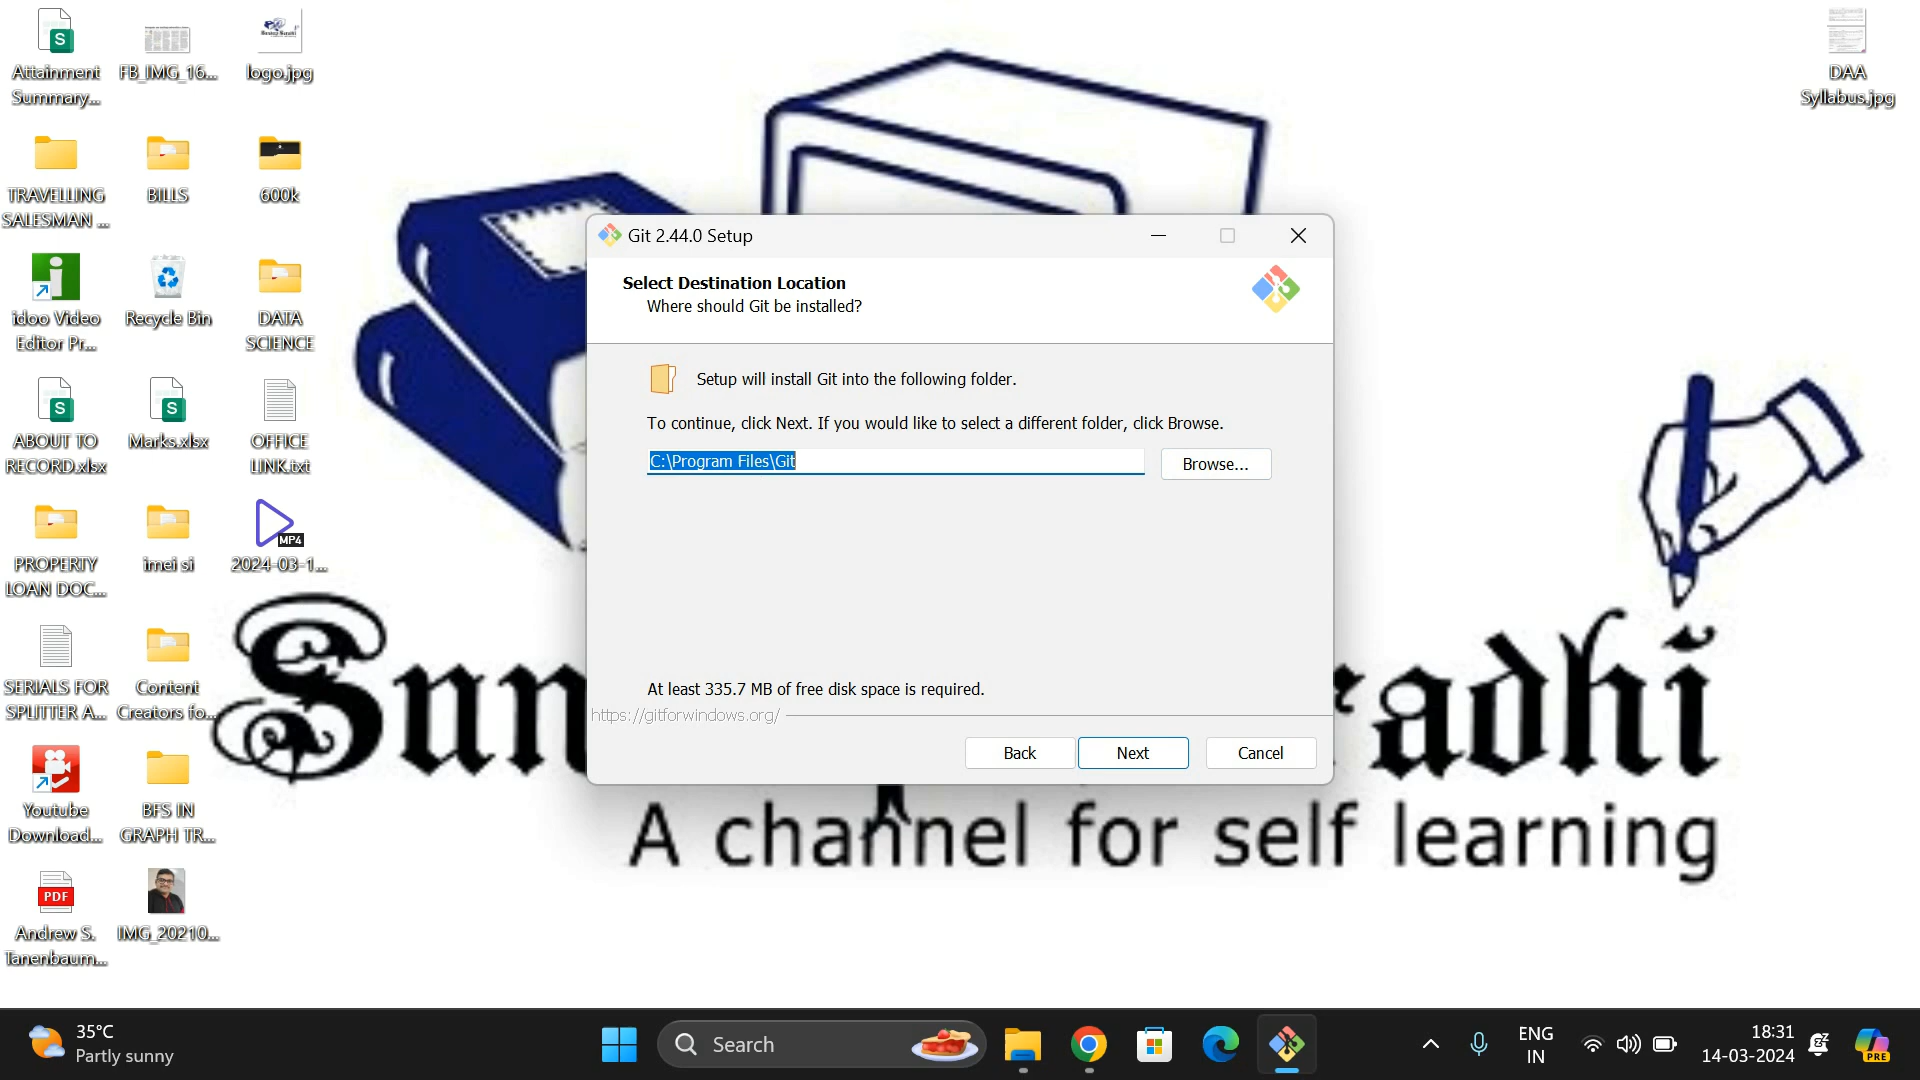 Attainment
Summary...
FB_IMG_16...
logo.jpg
DAA
Syllabus.jpg
TRAVELLING
SALESMAN ...
BILLS
600k
idoo Video
Editor Pr...
Recycle Bin
DATA
SCIENCE
ABOUT TO
RECORD.xlsx
Marks.xlsx
OFFICE
LINK.txt
PROPERTY
LOAN DOC...
imei si
MP4
2024-03-1...
SERIALS FOR
SPLITTER A...
Content
Creators fo...
Youtube
Download...
BFS IN
GRAPH TR...
PDF
Andrew S.
Tanenbaum...
IMG_20210...
Git 2.44.0 Setup
Select Destination Location
Where should Git be installed?
Setup will install Git into the following folder.
To continue, click Next. If you would like to select a different folder, click Browse.
C:\Program Files\Git
Browse...
At least 335.7 MB of free disk space is required.
https://gitforwindows.org/
Back
Next
Cancel
A channel for self learning
35°C
Partly sunny
Search
ENG
IN
18:31
14-03-2024
PRE